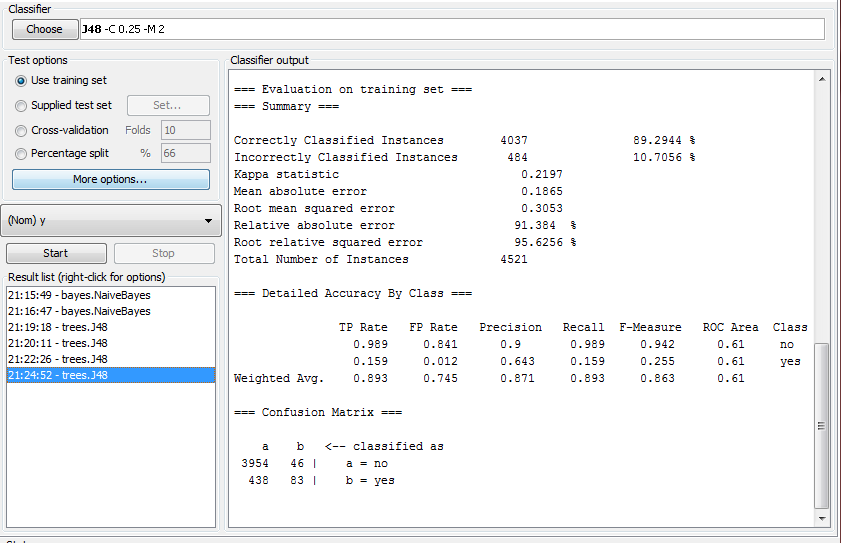 Classifier
Choose J48 -C 0.25 -M 2
Test options
Use training set
Supplied test set Set...
Cross-validation Folds 10
Percentage split % 66
More options...
(Nom) y
Start Stop
Result list (right-click for options)
21:15:49 - bayes.NaiveBayes
21:16:47 - bayes.NaiveBayes
21:19:18 - trees.J48
21:20:11 - trees.J48
21:22:26 - trees.J48
21:24:52 - trees.J48
Classifier output
=== Evaluation on training set ===
=== Summary ===
Correctly Classified Instances 4037 89.2944 %
Incorrectly Classified Instances 484 10.7056 %
Kappa statistic 0.2197
Mean absolute error 0.1865
Root mean squared error 0.3053
Relative absolute error 91.384 %
Root relative squared error 95.6256 %
Total Number of Instances 4521
=== Detailed Accuracy By Class ===
TP Rate FP Rate Precision Recall F-Measure ROC Area Class
0.989 0.841 0.9 0.989 0.942 0.61 no
0.159 0.012 0.643 0.159 0.255 0.61 yes
Weighted Avg. 0.893 0.745 0.871 0.893 0.863 0.61
=== Confusion Matrix ===
a b <-- classified as
3954 46 | a = no
438 83 | b = yes